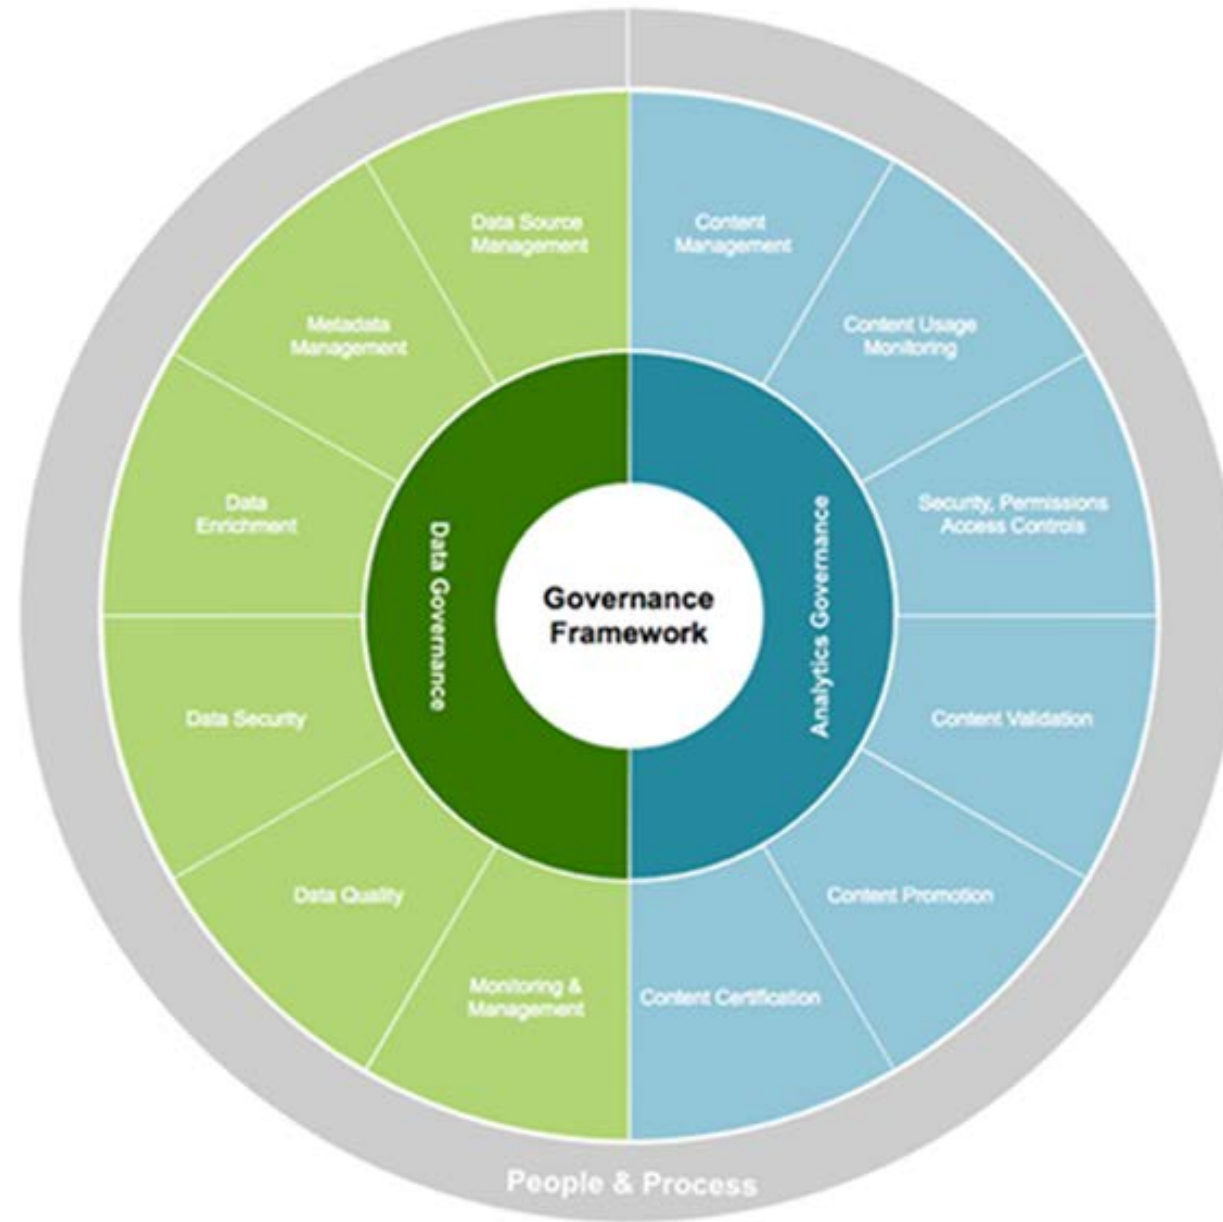 Data Source
Management
Content
Management
Metadata
Management
Content Usage
Monitoring
Data
Enrichment
Security, Permissions
Access Controls
Data Governance
Governance
Framework
Analytics Governance
Data Security
Content Validation
Data Quality
Content Promotion
Monitoring &
Management
Content Certification
People & Process